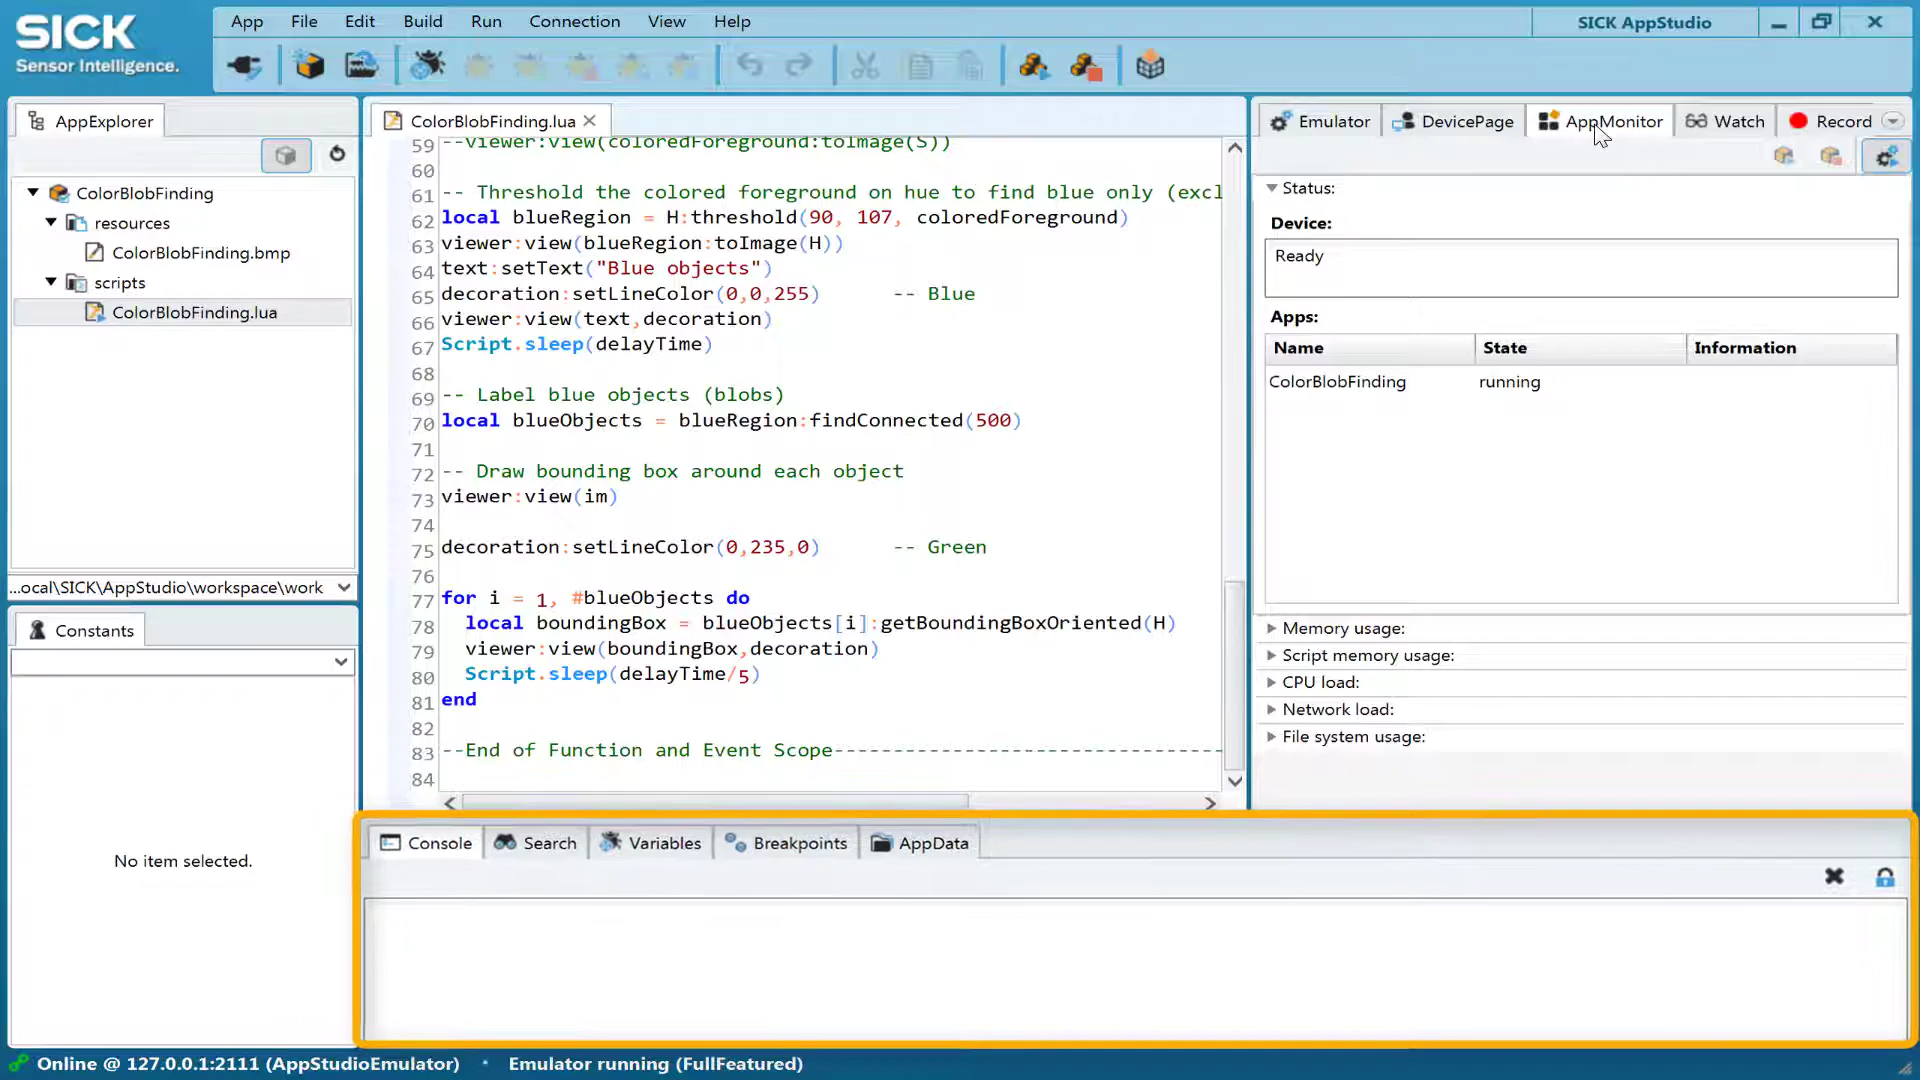 SICK
Sensor Intelligence.
App File Edit Build Run Connection View Help
SICK AppStudio
AppExplorer
ColorBlobFinding
resources
ColorBlobFinding.bmp
scripts
ColorBlobFinding.lua
...ocal\SICK\AppStudio\workspace\work
Constants
No item selected.
ColorBlobFinding.lua
59 --viewer:view(coloredForeground:toImage(S))
60
61 -- Threshold the colored foreground on hue to find blue only (excl
62 local blueRegion = H:threshold(90, 107, coloredForeground)
63 viewer:view(blueRegion:toImage(H))
64 text:setText("Blue objects")
65 decoration:setLineColor(0,0,255) -- Blue
66 viewer:view(text,decoration)
67 Script.sleep(delayTime)
68
69 -- Label blue objects (blobs)
70 local blueObjects = blueRegion:findConnected(500)
71
72 -- Draw bounding box around each object
73 viewer:view(im)
74
75 decoration:setLineColor(0,235,0) -- Green
76
77 for i = 1, #blueObjects do
78 local boundingBox = blueObjects[i]:getBoundingBoxOriented(H)
79 viewer:view(boundingBox,decoration)
80 Script.sleep(delayTime/5)
81 end
82
83 --End of Function and Event Scope---------------------------------
84
Emulator DevicePage AppMonitor Watch Record
Status:
Device:
Ready
Apps:
Name State Information
ColorBlobFinding running
Memory usage:
Script memory usage:
CPU load:
Network load:
File system usage:
Console Search Variables Breakpoints AppData
Online @ 127.0.0.1:2111 (AppStudioEmulator) · Emulator running (FullFeatured)